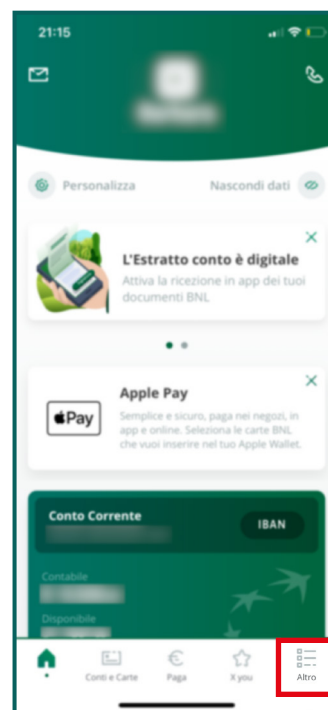 21:15
Personalizza
Nascondi dati
L'Estratto conto è digitale
Attiva la ricezione in app dei tuoi
documenti BNL
Apple Pay
Pay
Semplice e sicuro, paga nei negozi, in
app e online. Seleziona le carte BNL
che vuoi inserire nel tuo Apple Wallet.
Conto Corrente
IBAN
Contabile
Disponibile
Conti e Carte
Paga
X you
Altro